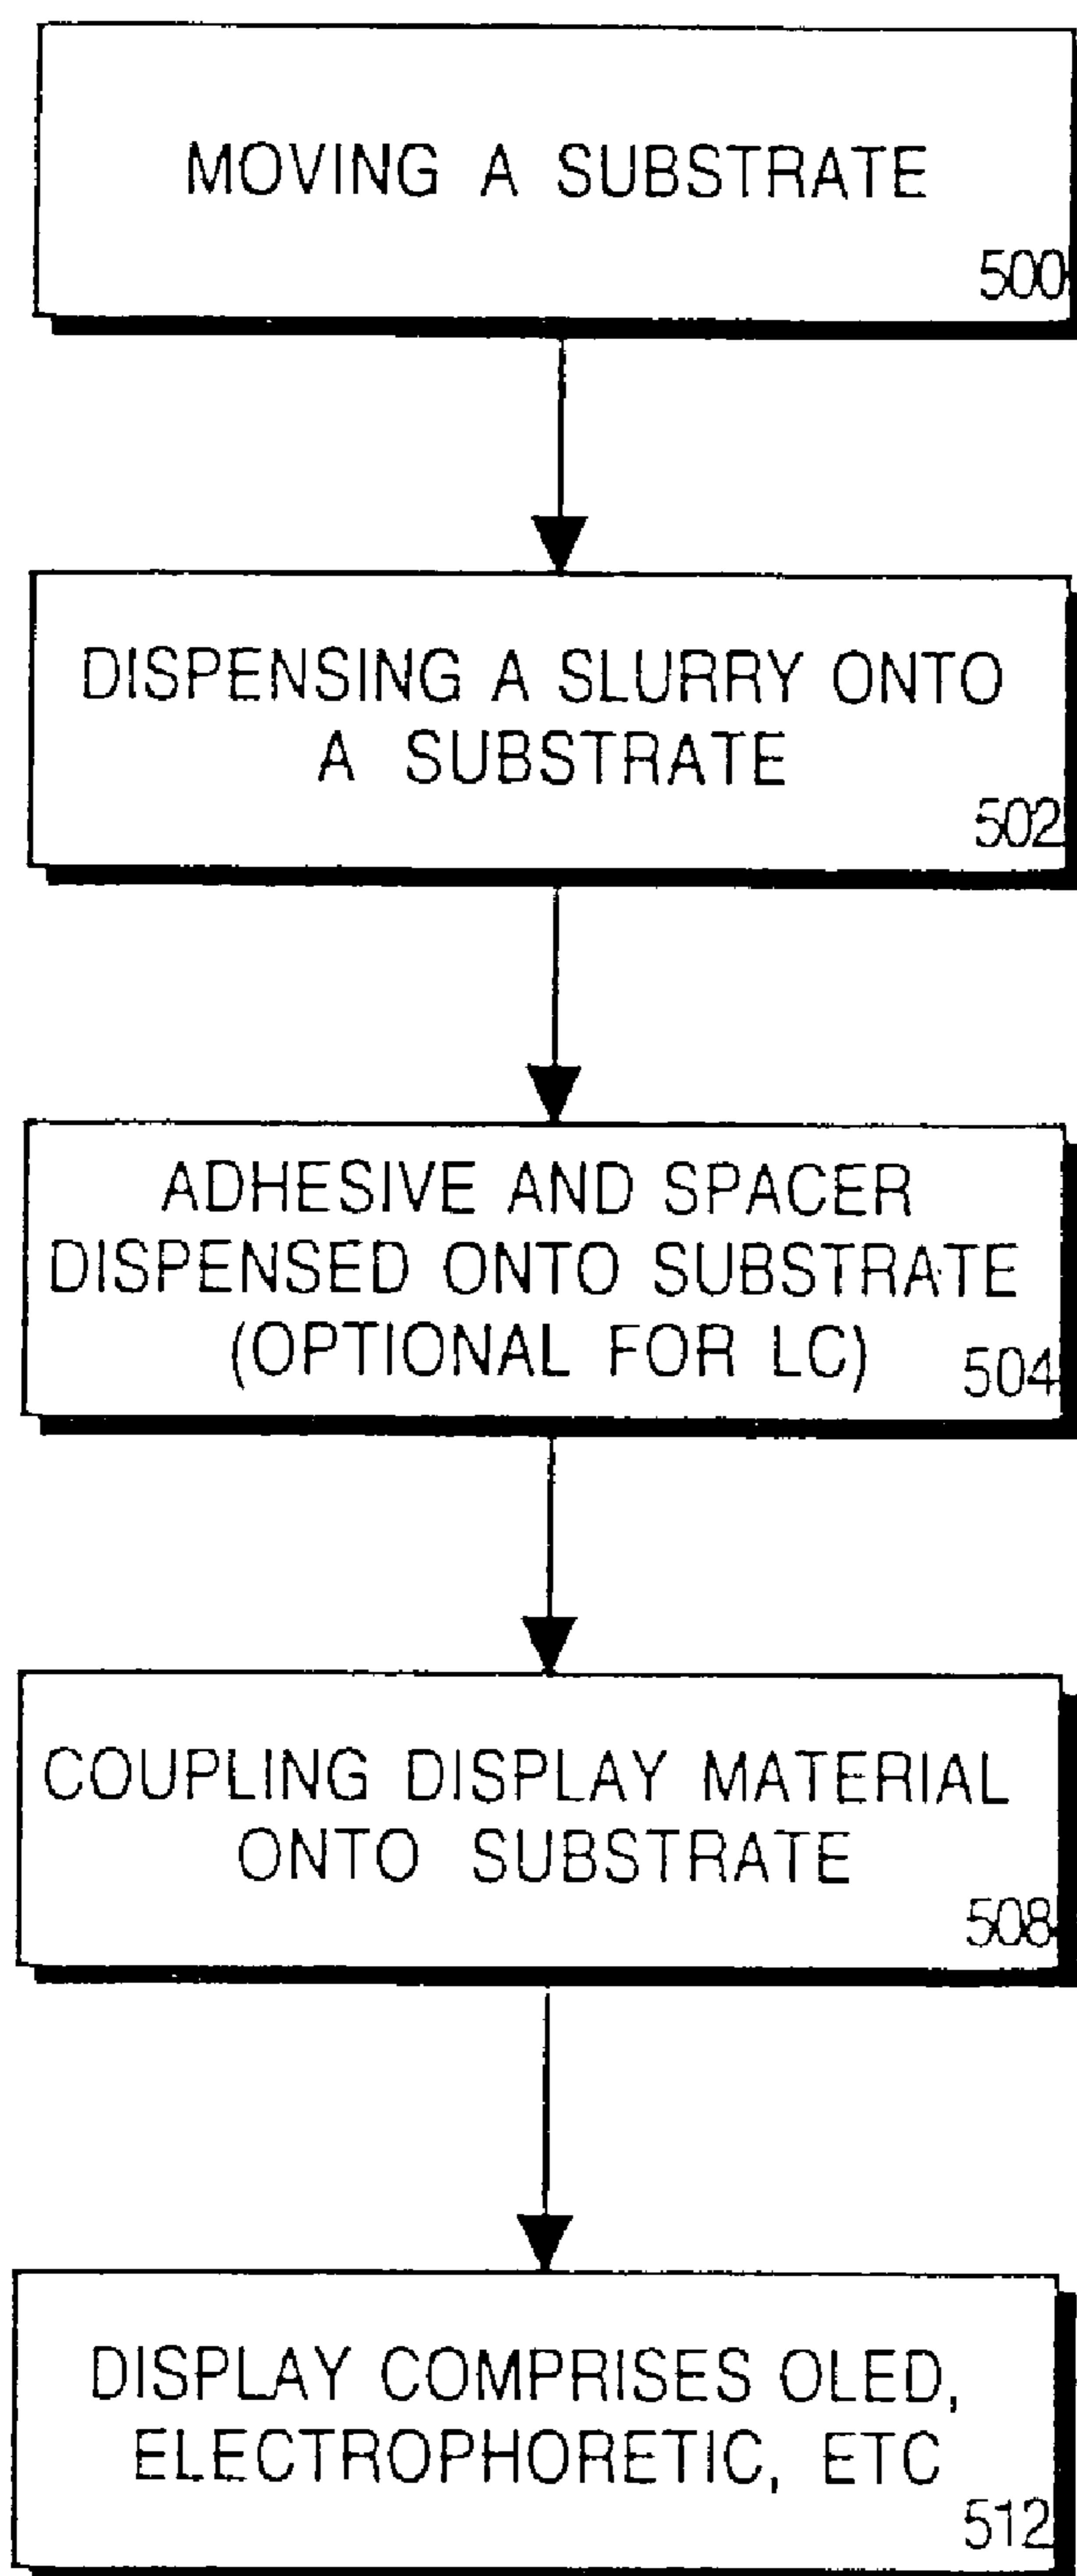 MOVING A SUBSTRATE
500
DISPENSING A SLURRY ONTO
A SUBSTRATE
502
ADHESIVE AND SPACER
DISPENSED ONTO SUBSTRATE
(OPTIONAL FOR LC)
504
COUPLING DISPLAY MATERIAL
ONTO SUBSTRATE
508
DISPLAY COMPRISES OLED,
ELECTROPHORETIC, ETC
512